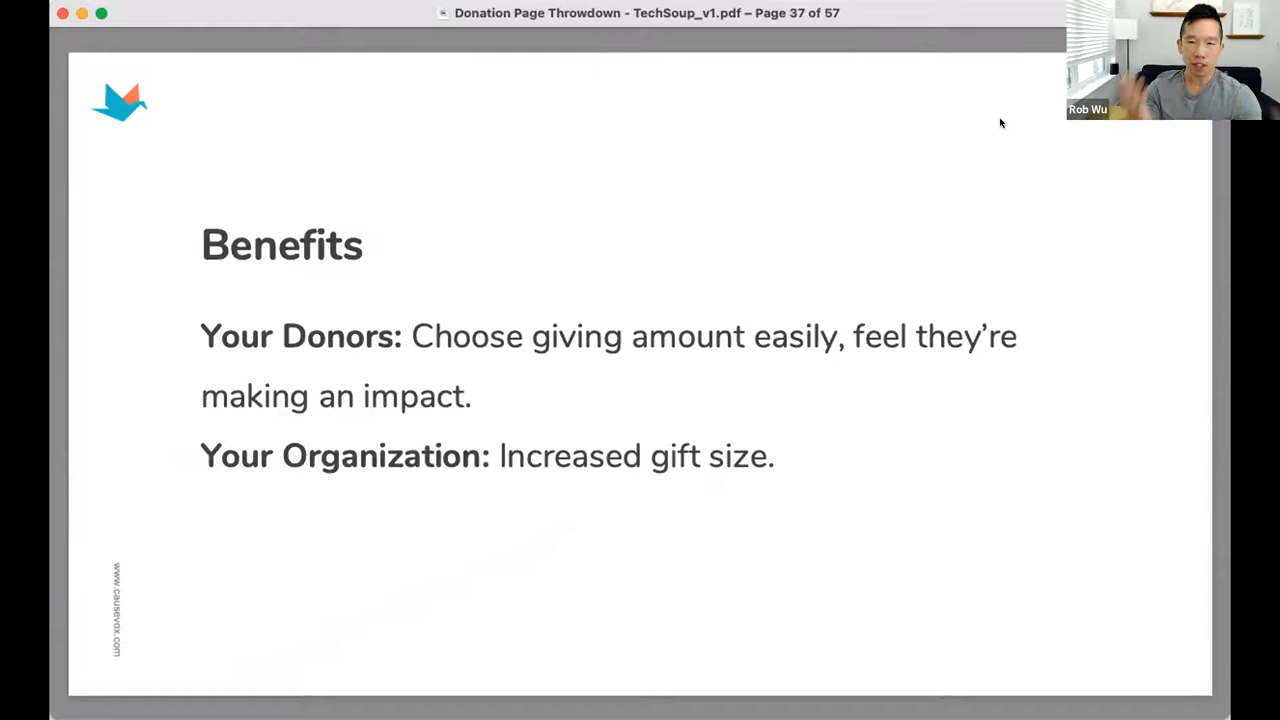 Donation Page Throwdown - TechSoup_v1.pdf – Page 37 of 57
Rob Wu
Benefits
Your Donors: Choose giving amount easily, feel they’re
making an impact.
Your Organization: Increased gift size.
www.causevox.com